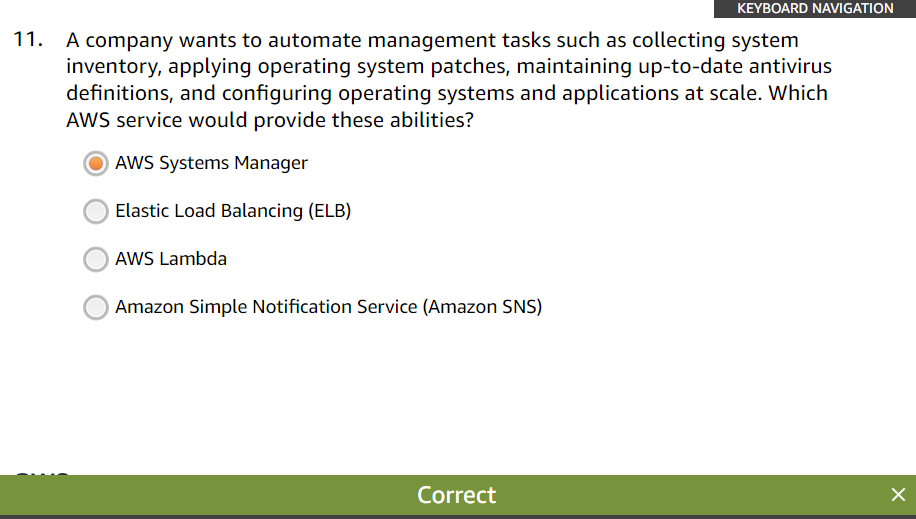 KEYBOARD NAVIGATION
11. A company wants to automate management tasks such as collecting system
inventory, applying operating system patches, maintaining up-to-date antivirus
definitions, and configuring operating systems and applications at scale. Which
AWS service would provide these abilities?
AWS Systems Manager
Elastic Load Balancing (ELB)
AWS Lambda
Amazon Simple Notification Service (Amazon SNS)
Correct